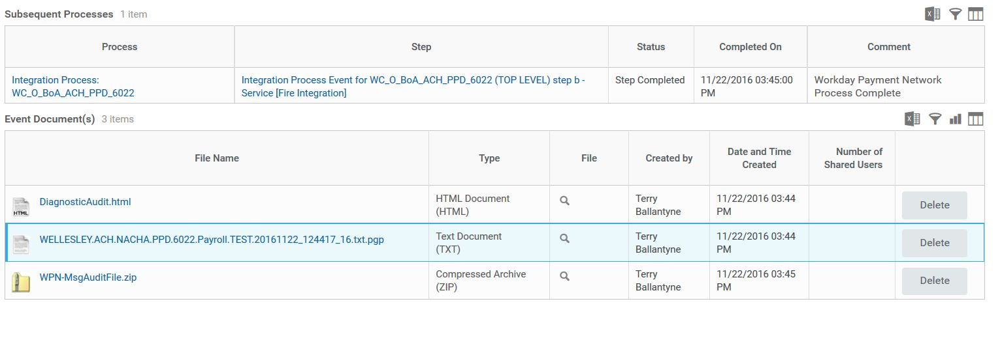 Subsequent Processes 1 item
Process Step Status Completed On Comment
Integration Process: Integration Process Event for WC_O_BoA_ACH_PPD_6022 (TOP LEVEL) step b - Step Completed 11/22/2016 03:45:00 Workday Payment Network
WC_O_BoA_ACH_PPD_6022 Service [Fire Integration] PM Process Complete
Event Document(s) 3 items
File Name Type File Created by Date and Time Created Number of Shared Users
HTML DiagnosticAudit.html HTML Document Terry 11/22/2016 03:44 Delete
(HTML) Ballantyne PM
WELLESLEY.ACH.NACHA.PPD.6022.Payroll.TEST.20161122_124417_16.txt.pgp Text Document Terry 11/22/2016 03:44 Delete
(TXT) Ballantyne PM
WPN-MsgAuditFile.zip Compressed Archive Terry 11/22/2016 03:45 Delete
(ZIP) Ballantyne PM